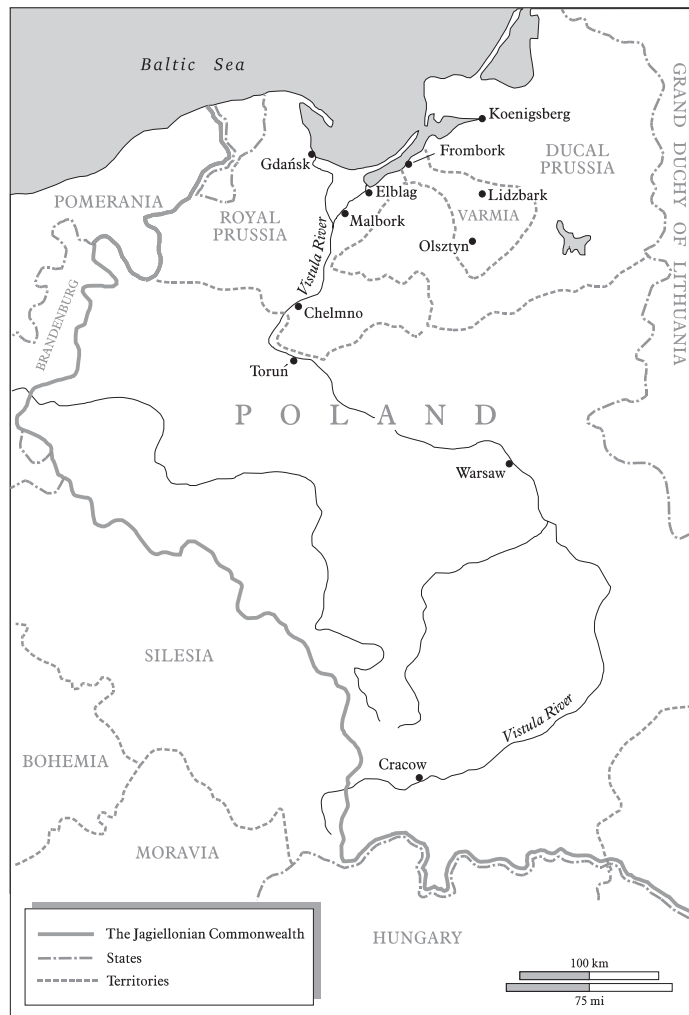 Baltic Sea
Koenigsberg
Frombork
Gdańsk
DUCAL
PRUSSIA
GRAND DUCHY OF LITHUANIA
POMERANIA
Elblag
Lidzbark
ROYAL
PRUSSIA
Malbork
VARMIA
Olsztyn
Vistula River
BRANDENBURG
Chelmno
Toruń
POLAND
Warsaw
SILESIA
Vistula River
BOHEMIA
Cracow
MORAVIA
HUNGARY
The Jagiellonian Commonwealth
States
Territories
100 km
75 mi